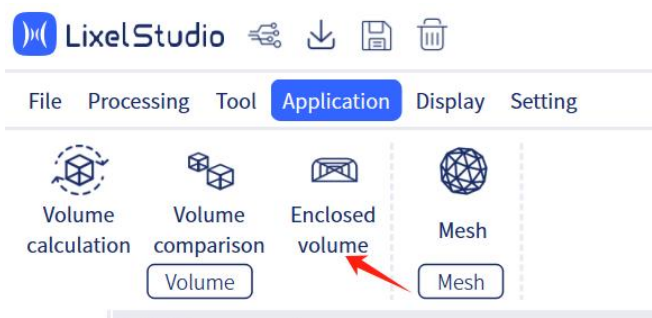 LixelStudio
File Processing Tool Application Display Setting
Volume calculation
Volume comparison
Enclosed volume
Mesh
Volume
Mesh